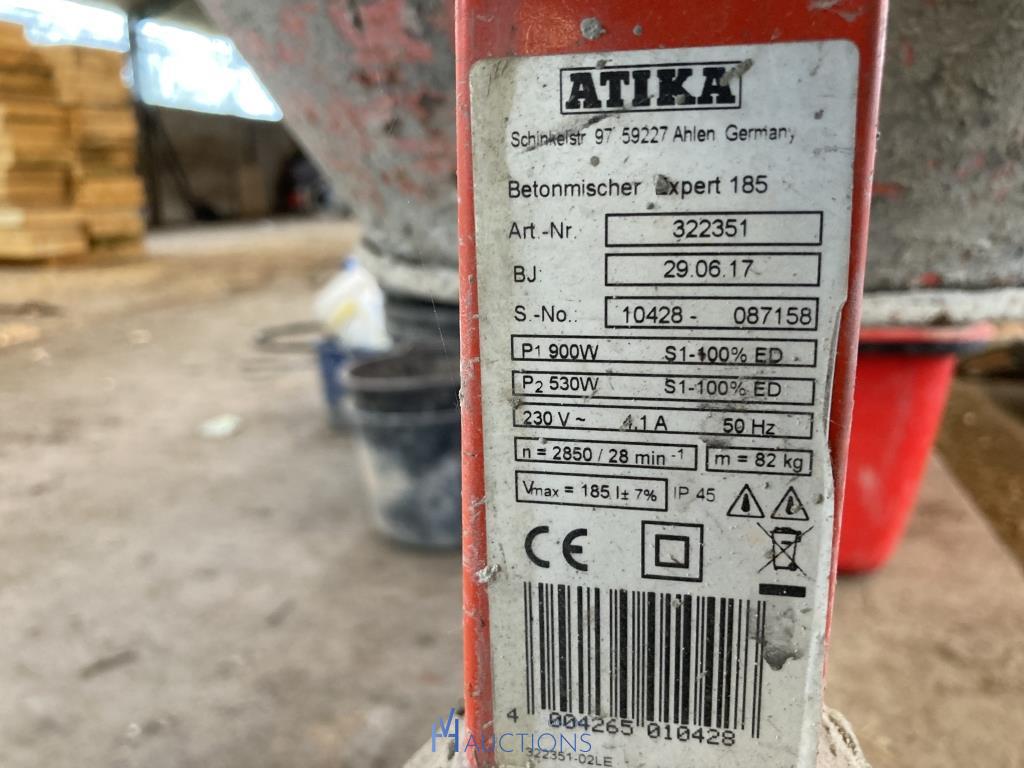 ATIKA
Schinkelstr 97 59227 Ahlen Germany
Betonmischer Expert 185
Art.-Nr. 322351
BJ: 29.06.17
S.-No.: 10428 - 087158
P1 900W S1-100% ED
P2 530W S1-100% ED
230 V ~ 4.1 A 50 Hz
n = 2850 / 28 min -1 m = 82 kg
Vmax = 185 l± 7% IP 45
CE
4 004265 010428
VH AUCTIONS
322351-02LE